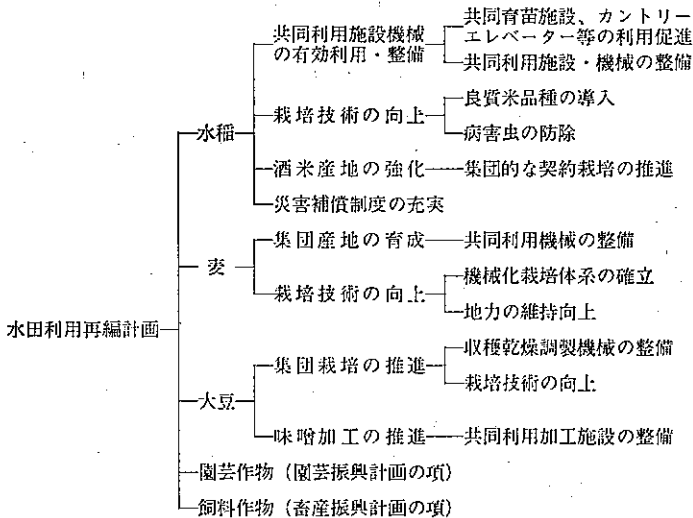 水田利用再編計画
水稲
共同利用施設機械
の有効利用・整備
共同育苗施設、カントリー
エレベーター等の利用促進
共同利用施設・機械の整備
栽培技術の向上
良質米品種の導入
病害虫の防除
酒米産地の強化
集団的な契約栽培の推進
災害補償制度の充実
麦
集団産地の育成
共同利用機械の整備
栽培技術の向上
機械化栽培体系の確立
地力の維持向上
大豆
集団栽培の推進
収穫乾燥調製機械の整備
栽培技術の向上
味噌加工の推進
共同利用加工施設の整備
園芸作物（園芸振興計画の項）
飼料作物（畜産振興計画の項）